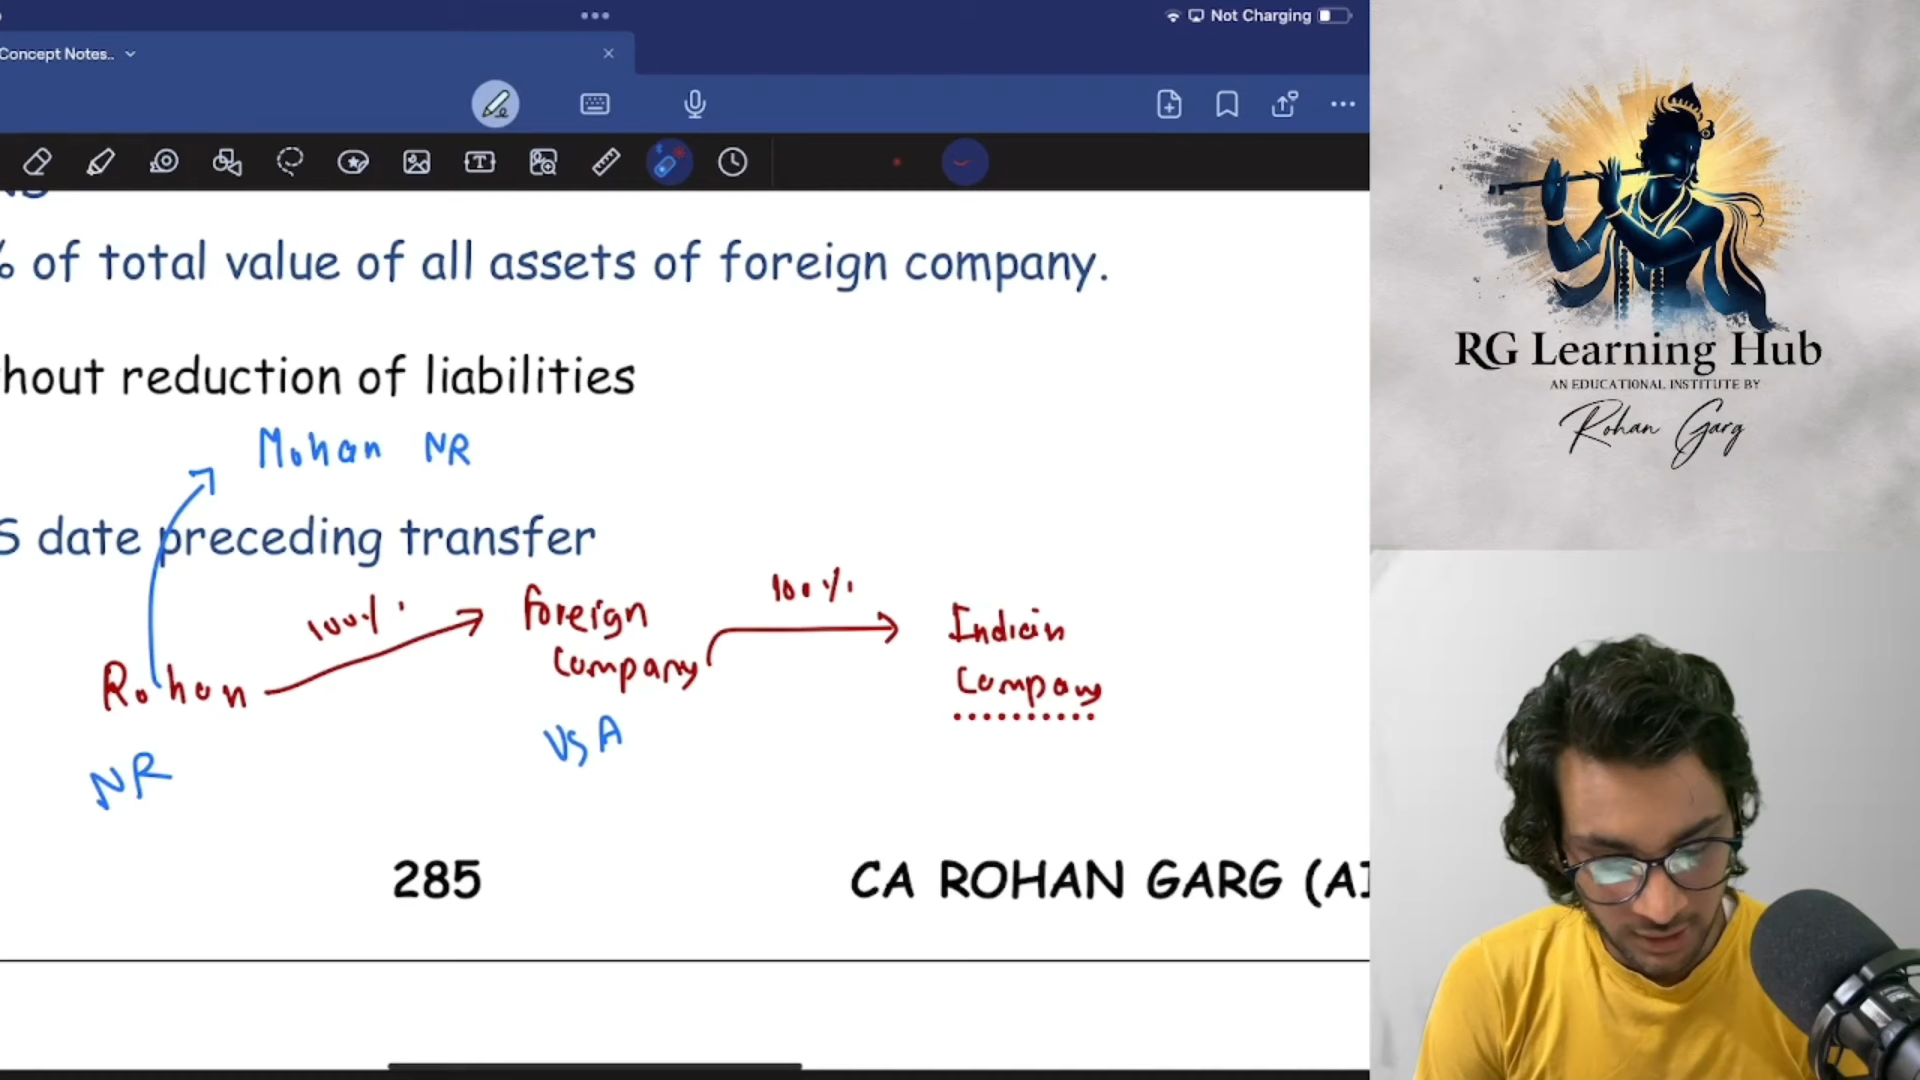 Not Charging
Concept Notes..
% of total value of all assets of foreign company.
hout reduction of liabilities
Mohan NR
S date preceding transfer
100%
Foreign
Company
100%
Indian
Company
Rohan
NR
USA
285
CA ROHAN GARG (AI
RG Learning Hub
AN EDUCATIONAL INSTITUTE BY
Rohan Garg